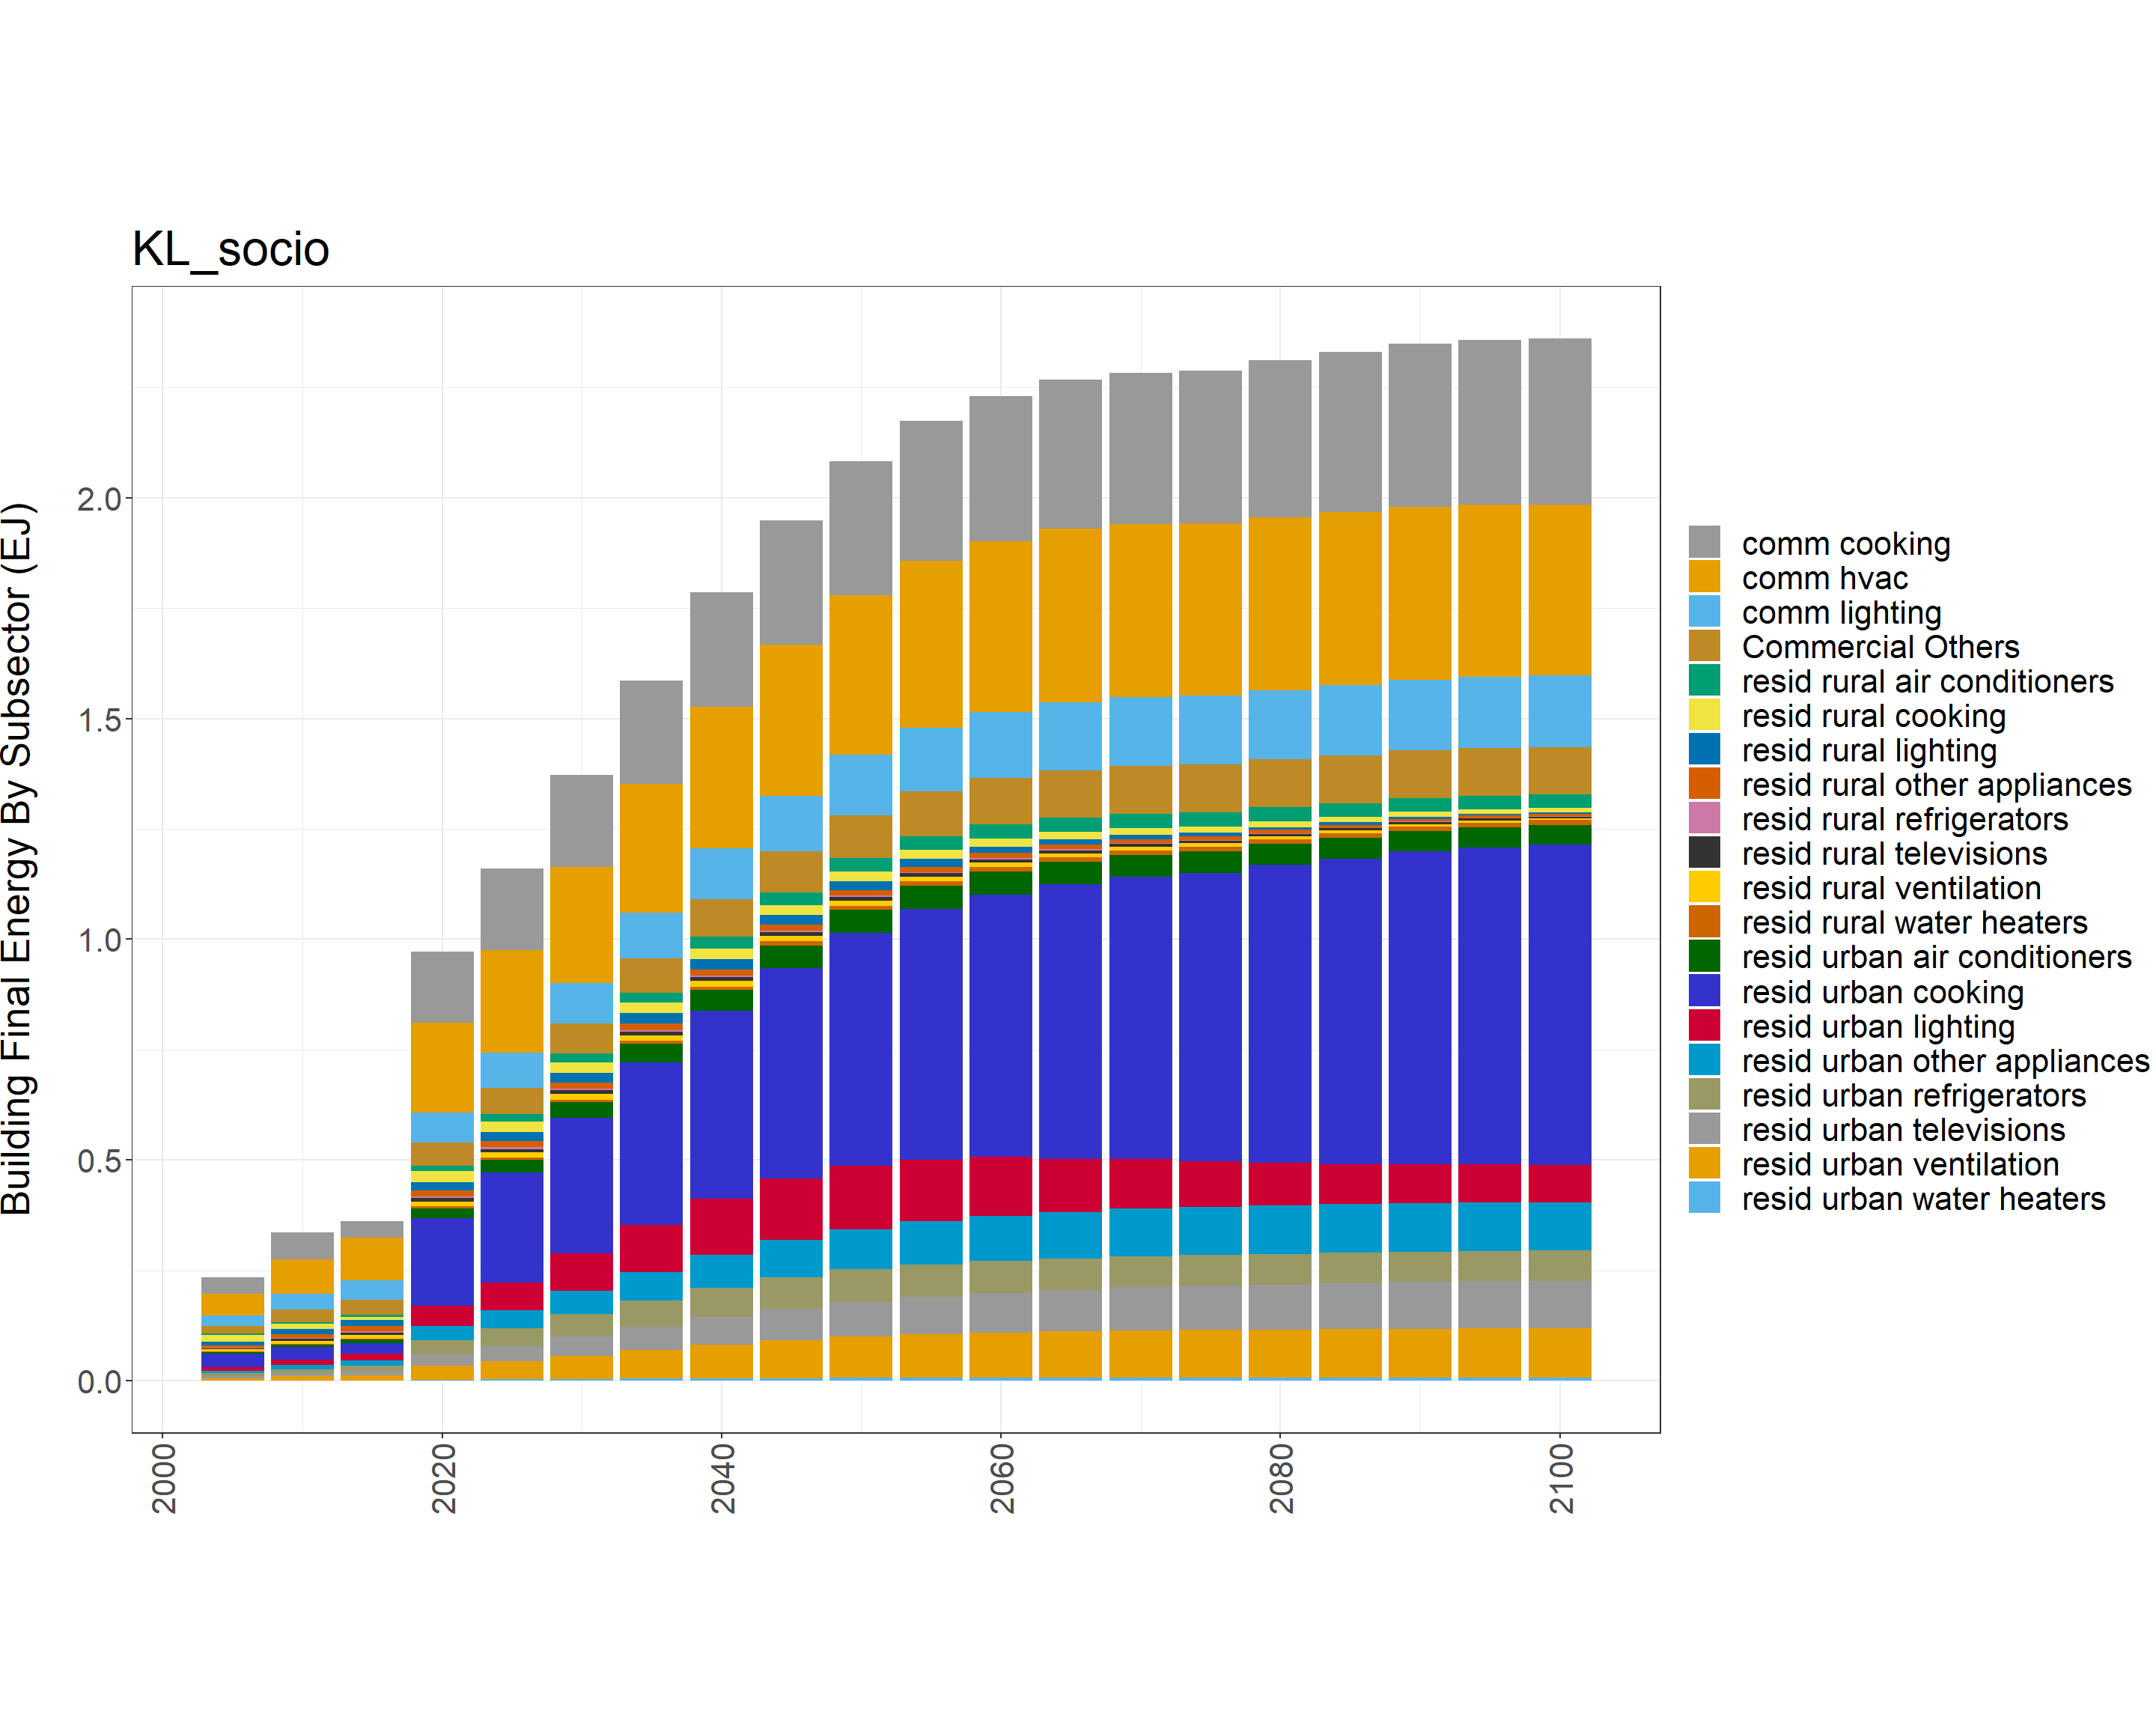 KL_socio
Building Final Energy By Subsector (EJ)
2.0
1.5
1.0
0.5
0.0
2000
2020
2040
2060
2080
2100
comm cooking
comm hvac
comm lighting
Commercial Others
resid rural air conditioners
resid rural cooking
resid rural lighting
resid rural other appliances
resid rural refrigerators
resid rural televisions
resid rural ventilation
resid rural water heaters
resid urban air conditioners
resid urban cooking
resid urban lighting
resid urban other appliances
resid urban refrigerators
resid urban televisions
resid urban ventilation
resid urban water heaters